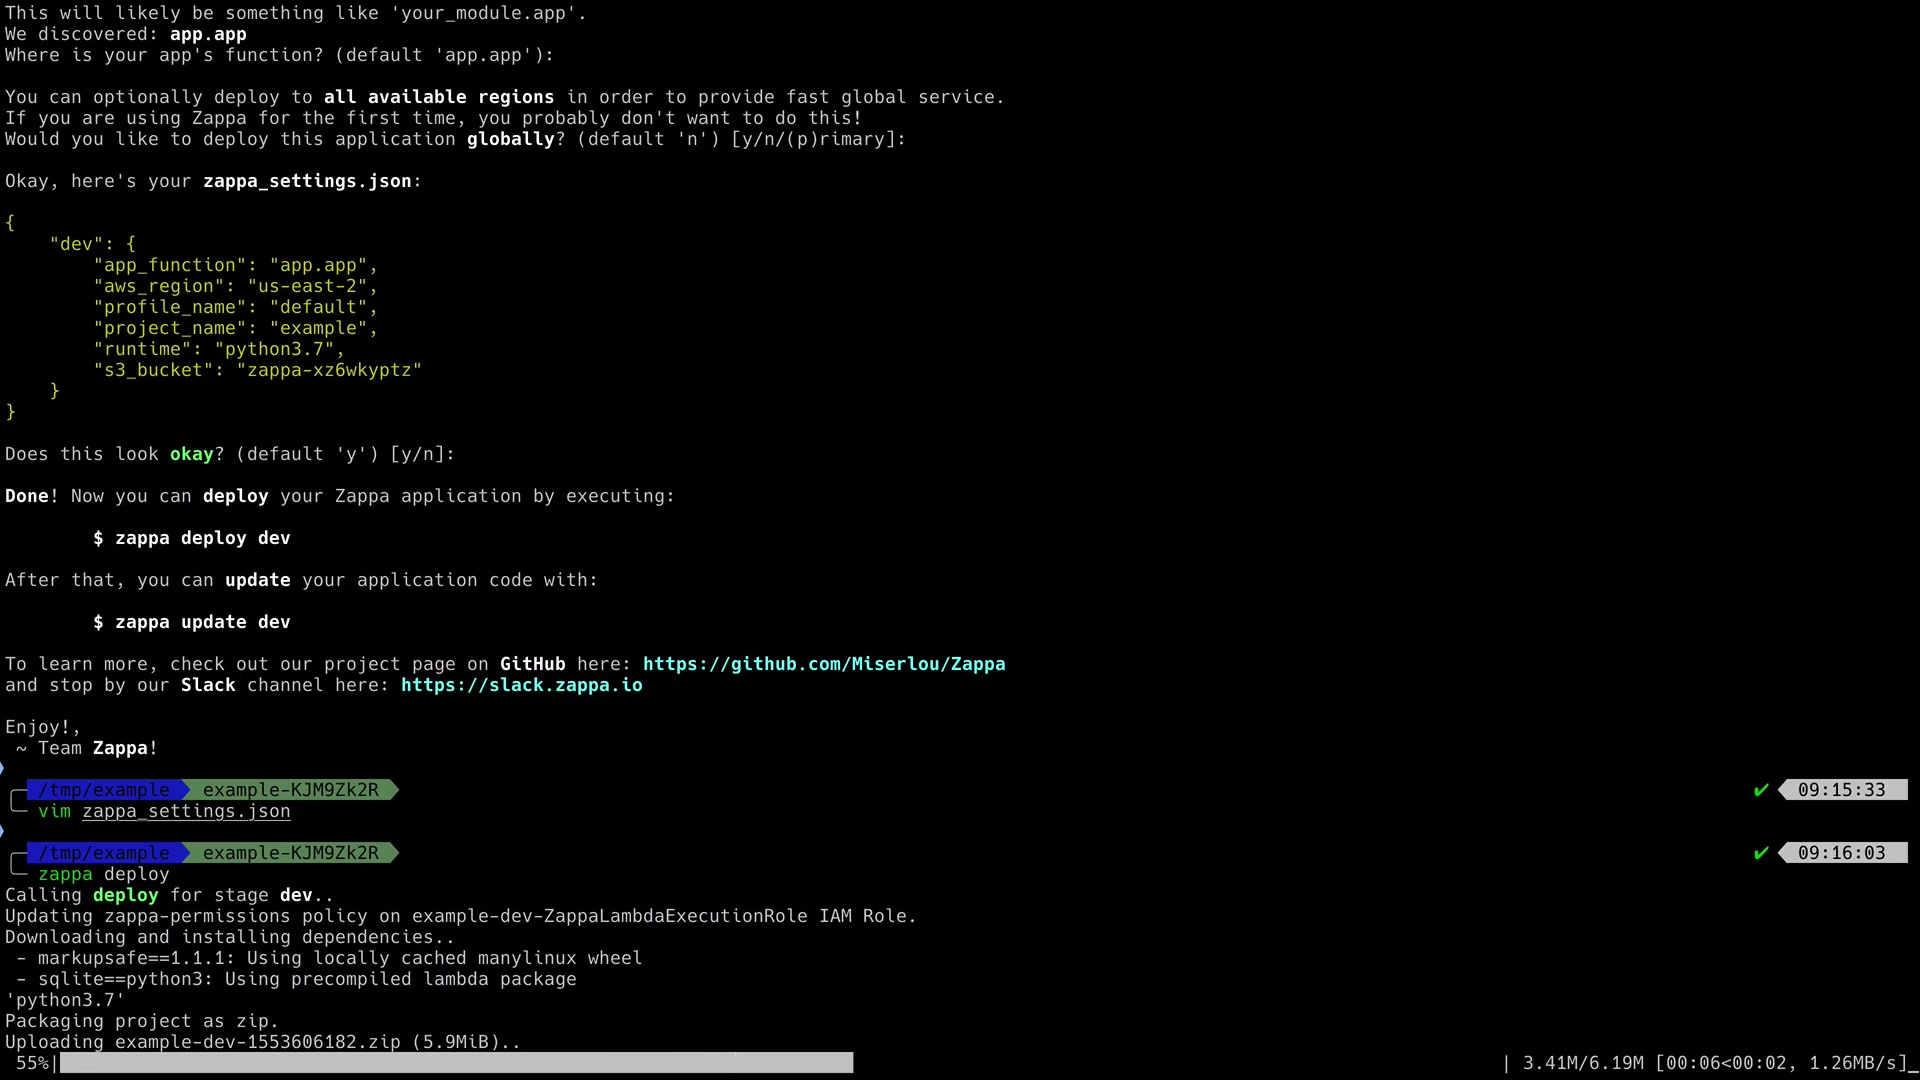 This will likely be something like 'your_module.app'.
We discovered: app.app
Where is your app's function? (default 'app.app'):
You can optionally deploy to all available regions in order to provide fast global service.
If you are using Zappa for the first time, you probably don't want to do this!
Would you like to deploy this application globally? (default 'n') [y/n/(p)rimary]:
Okay, here's your zappa_settings.json:
{
    "dev": {
        "app_function": "app.app",
        "aws_region": "us-east-2",
        "profile_name": "default",
        "project_name": "example",
        "runtime": "python3.7",
        "s3_bucket": "zappa-xz6wkyptz"
    }
}
Does this look okay? (default 'y') [y/n]:
Done! Now you can deploy your Zappa application by executing:
        $ zappa deploy dev
After that, you can update your application code with:
        $ zappa update dev
To learn more, check out our project page on GitHub here: https://github.com/Miserlou/Zappa
and stop by our Slack channel here: https://slack.zappa.io
Enjoy!,
 ~ Team Zappa!
/tmp/example example-KJM9Zk2R ✔ 09:15:33
vim zappa_settings.json
/tmp/example example-KJM9Zk2R ✔ 09:16:03
zappa deploy
Calling deploy for stage dev..
Updating zappa-permissions policy on example-dev-ZappaLambdaExecutionRole IAM Role.
Downloading and installing dependencies..
 - markupsafe==1.1.1: Using locally cached manylinux wheel
 - sqlite==python3: Using precompiled lambda package
'python3.7'
Packaging project as zip.
Uploading example-dev-1553606182.zip (5.9MiB)..
 55%| | 3.41M/6.19M [00:06<00:02, 1.26MB/s]_